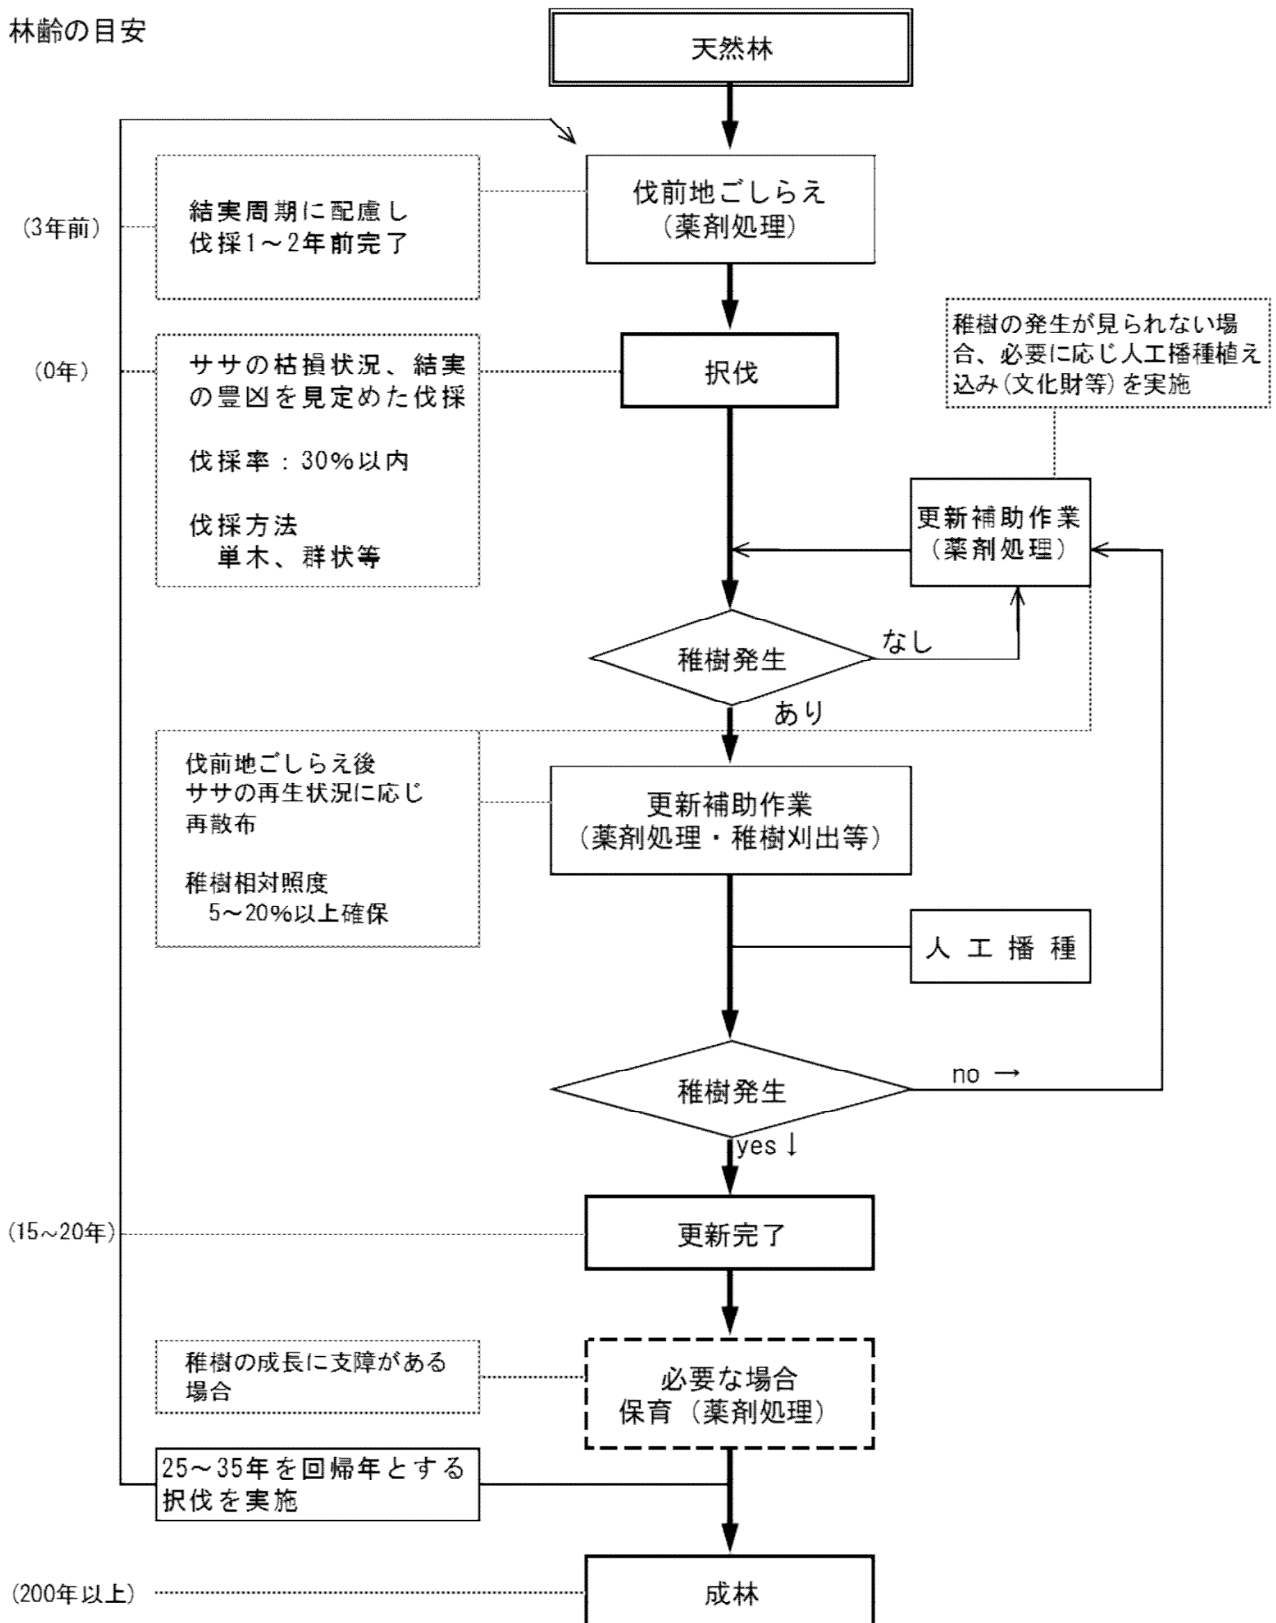 林齢の目安
天然林
伐前地ごしらえ
(薬剤処理)
(3年前)
結実周期に配慮し
伐採1～2年前完了
(0年)
ササの枯損状況、結実
の豊凶を見定めた伐採
伐採率：30%以内
伐採方法
単木、群状等
択伐
稚樹の発生が見られない場
合、必要に応じ人工播種植え
込み(文化財等)を実施
更新補助作業
(薬剤処理)
稚樹発生
なし
あり
伐前地ごしらえ後
ササの再生状況に応じ
再散布
稚樹相対照度
5～20%以上確保
更新補助作業
(薬剤処理・稚樹刈出等)
人工播種
稚樹発生
no →
yes ↓
(15～20年)
更新完了
稚樹の成長に支障がある
場合
必要な場合
保育（薬剤処理)
25～35年を回帰年とする
択伐を実施
(200年以上)
成林